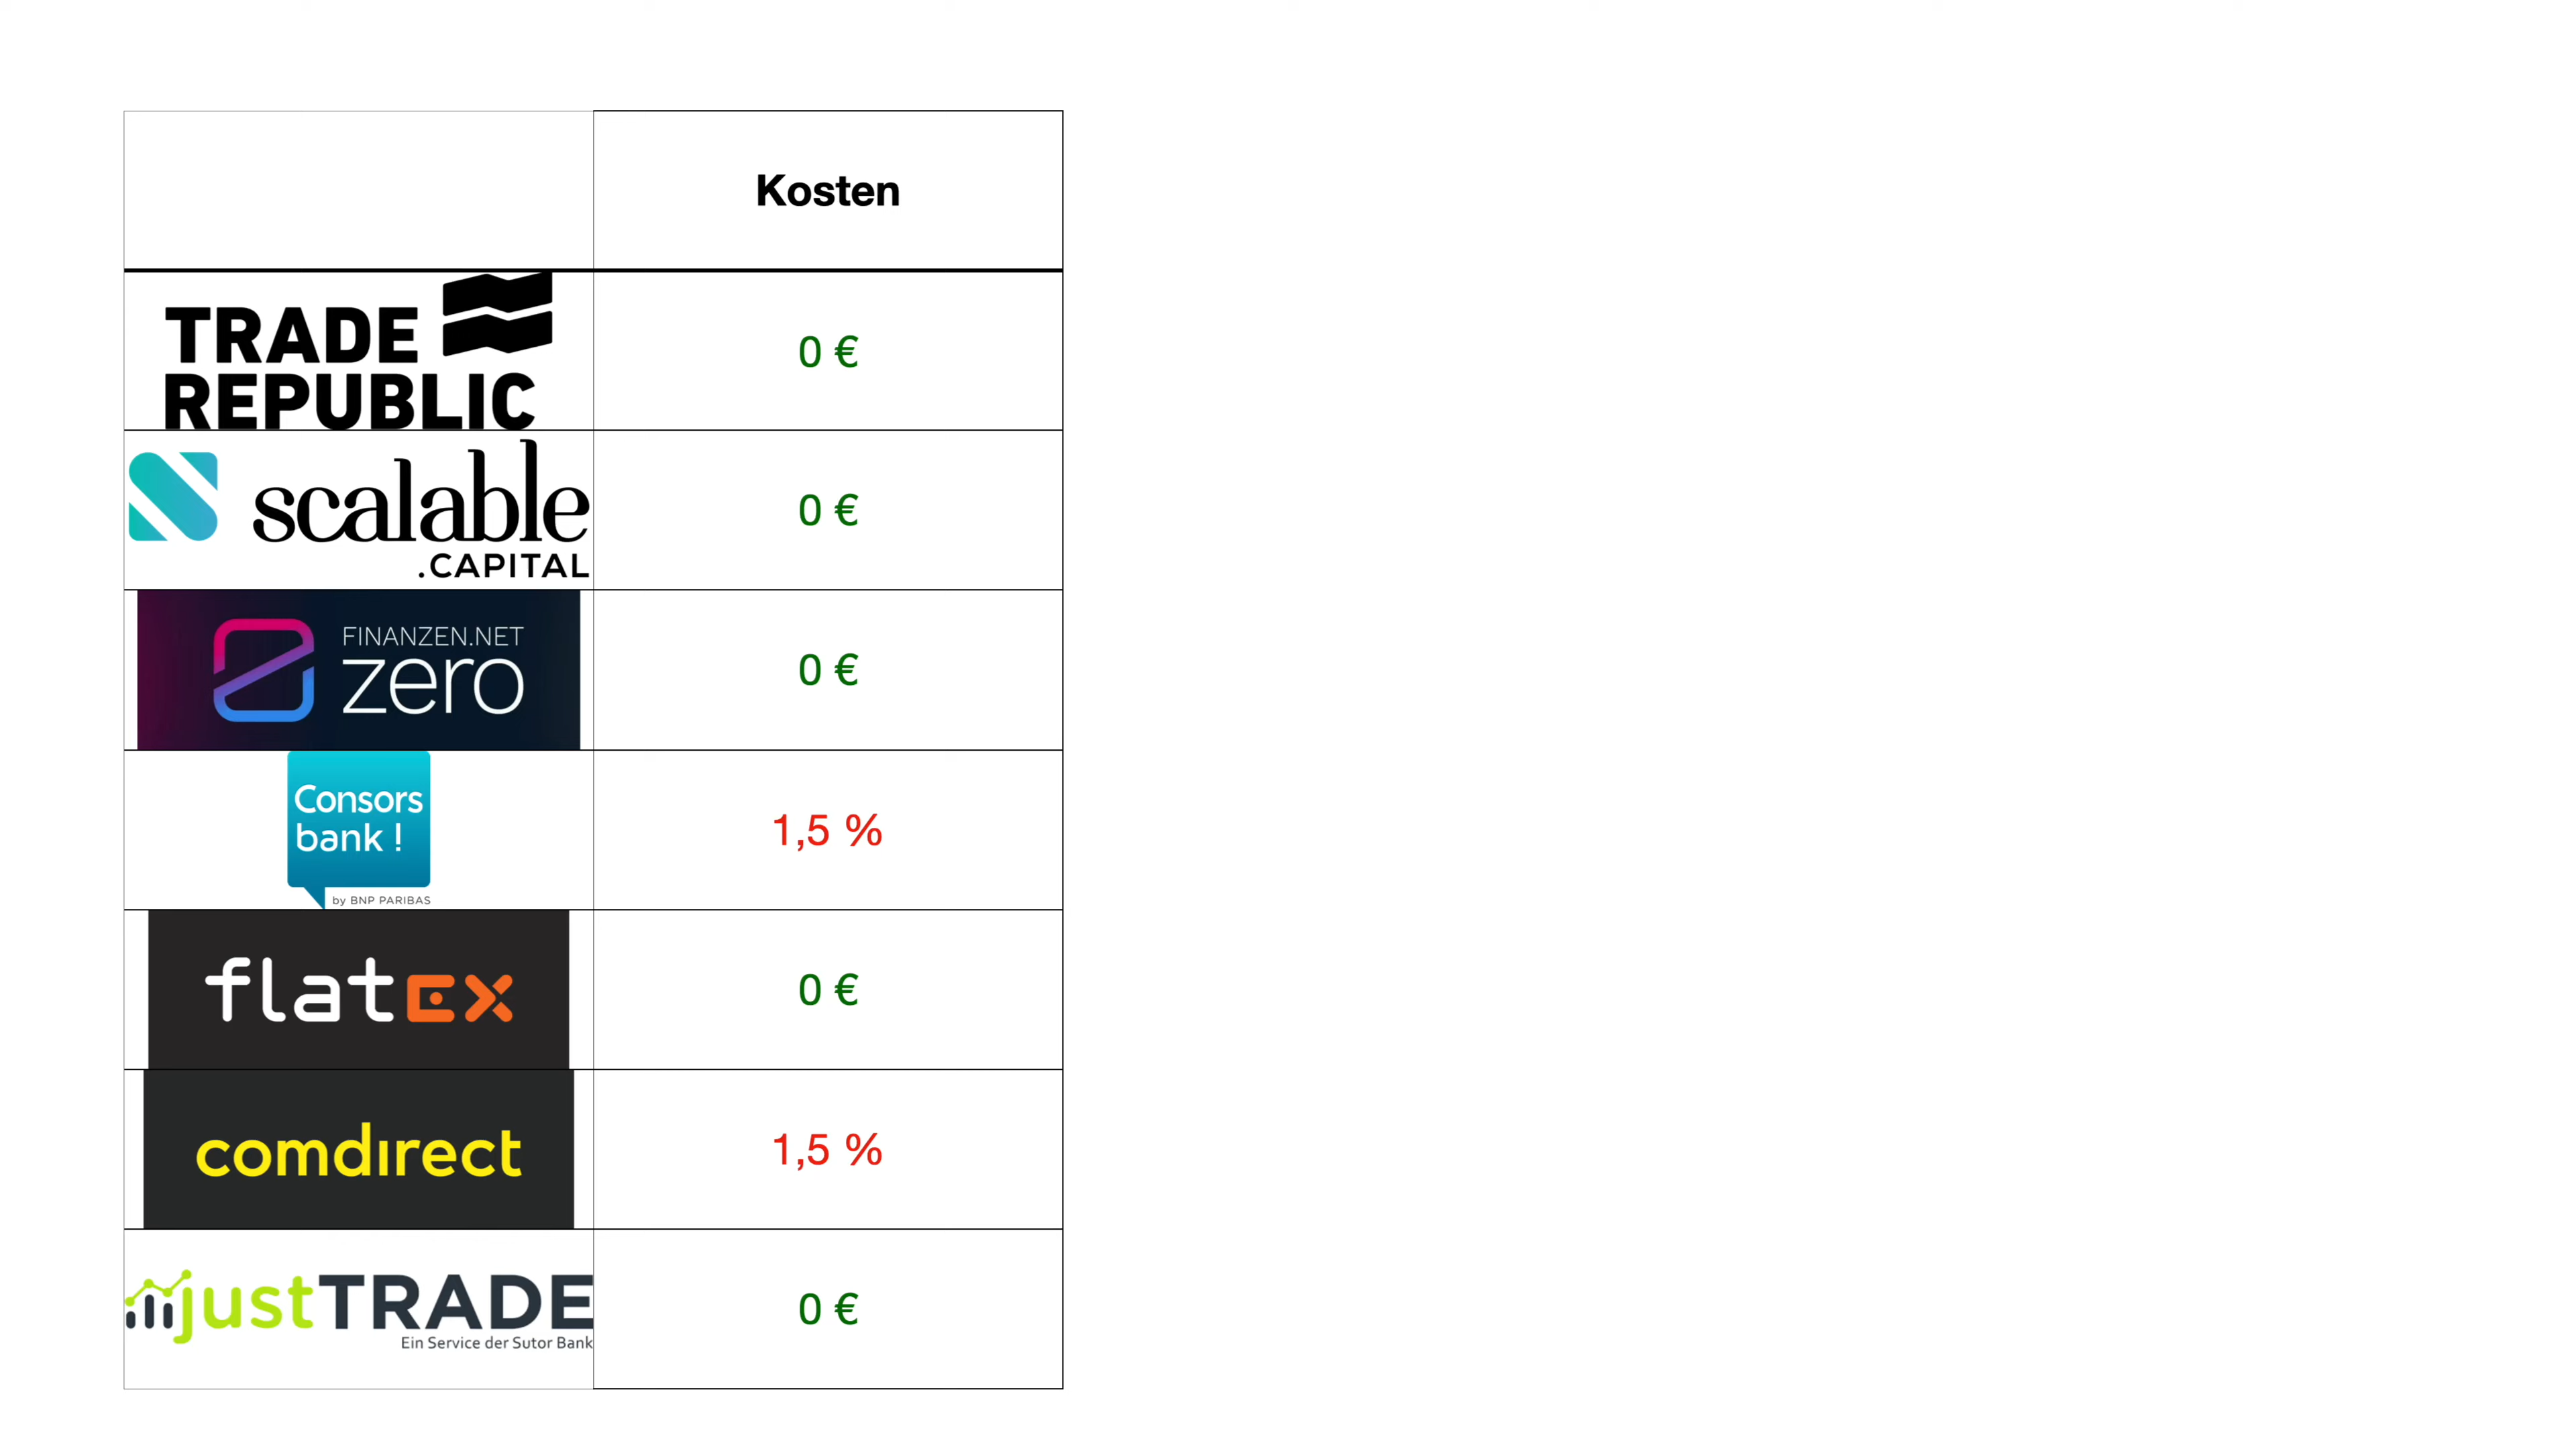 Kosten
TRADE
REPUBLIC
0 €
scalable
.CAPITAL
0 €
FINANZEN.NET
zero
0 €
Consors
bank !
by BNP PARIBAS
1,5 %
flatex
0 €
comdirect
1,5 %
justTRADE
Ein Service der Sutor Bank
0 €